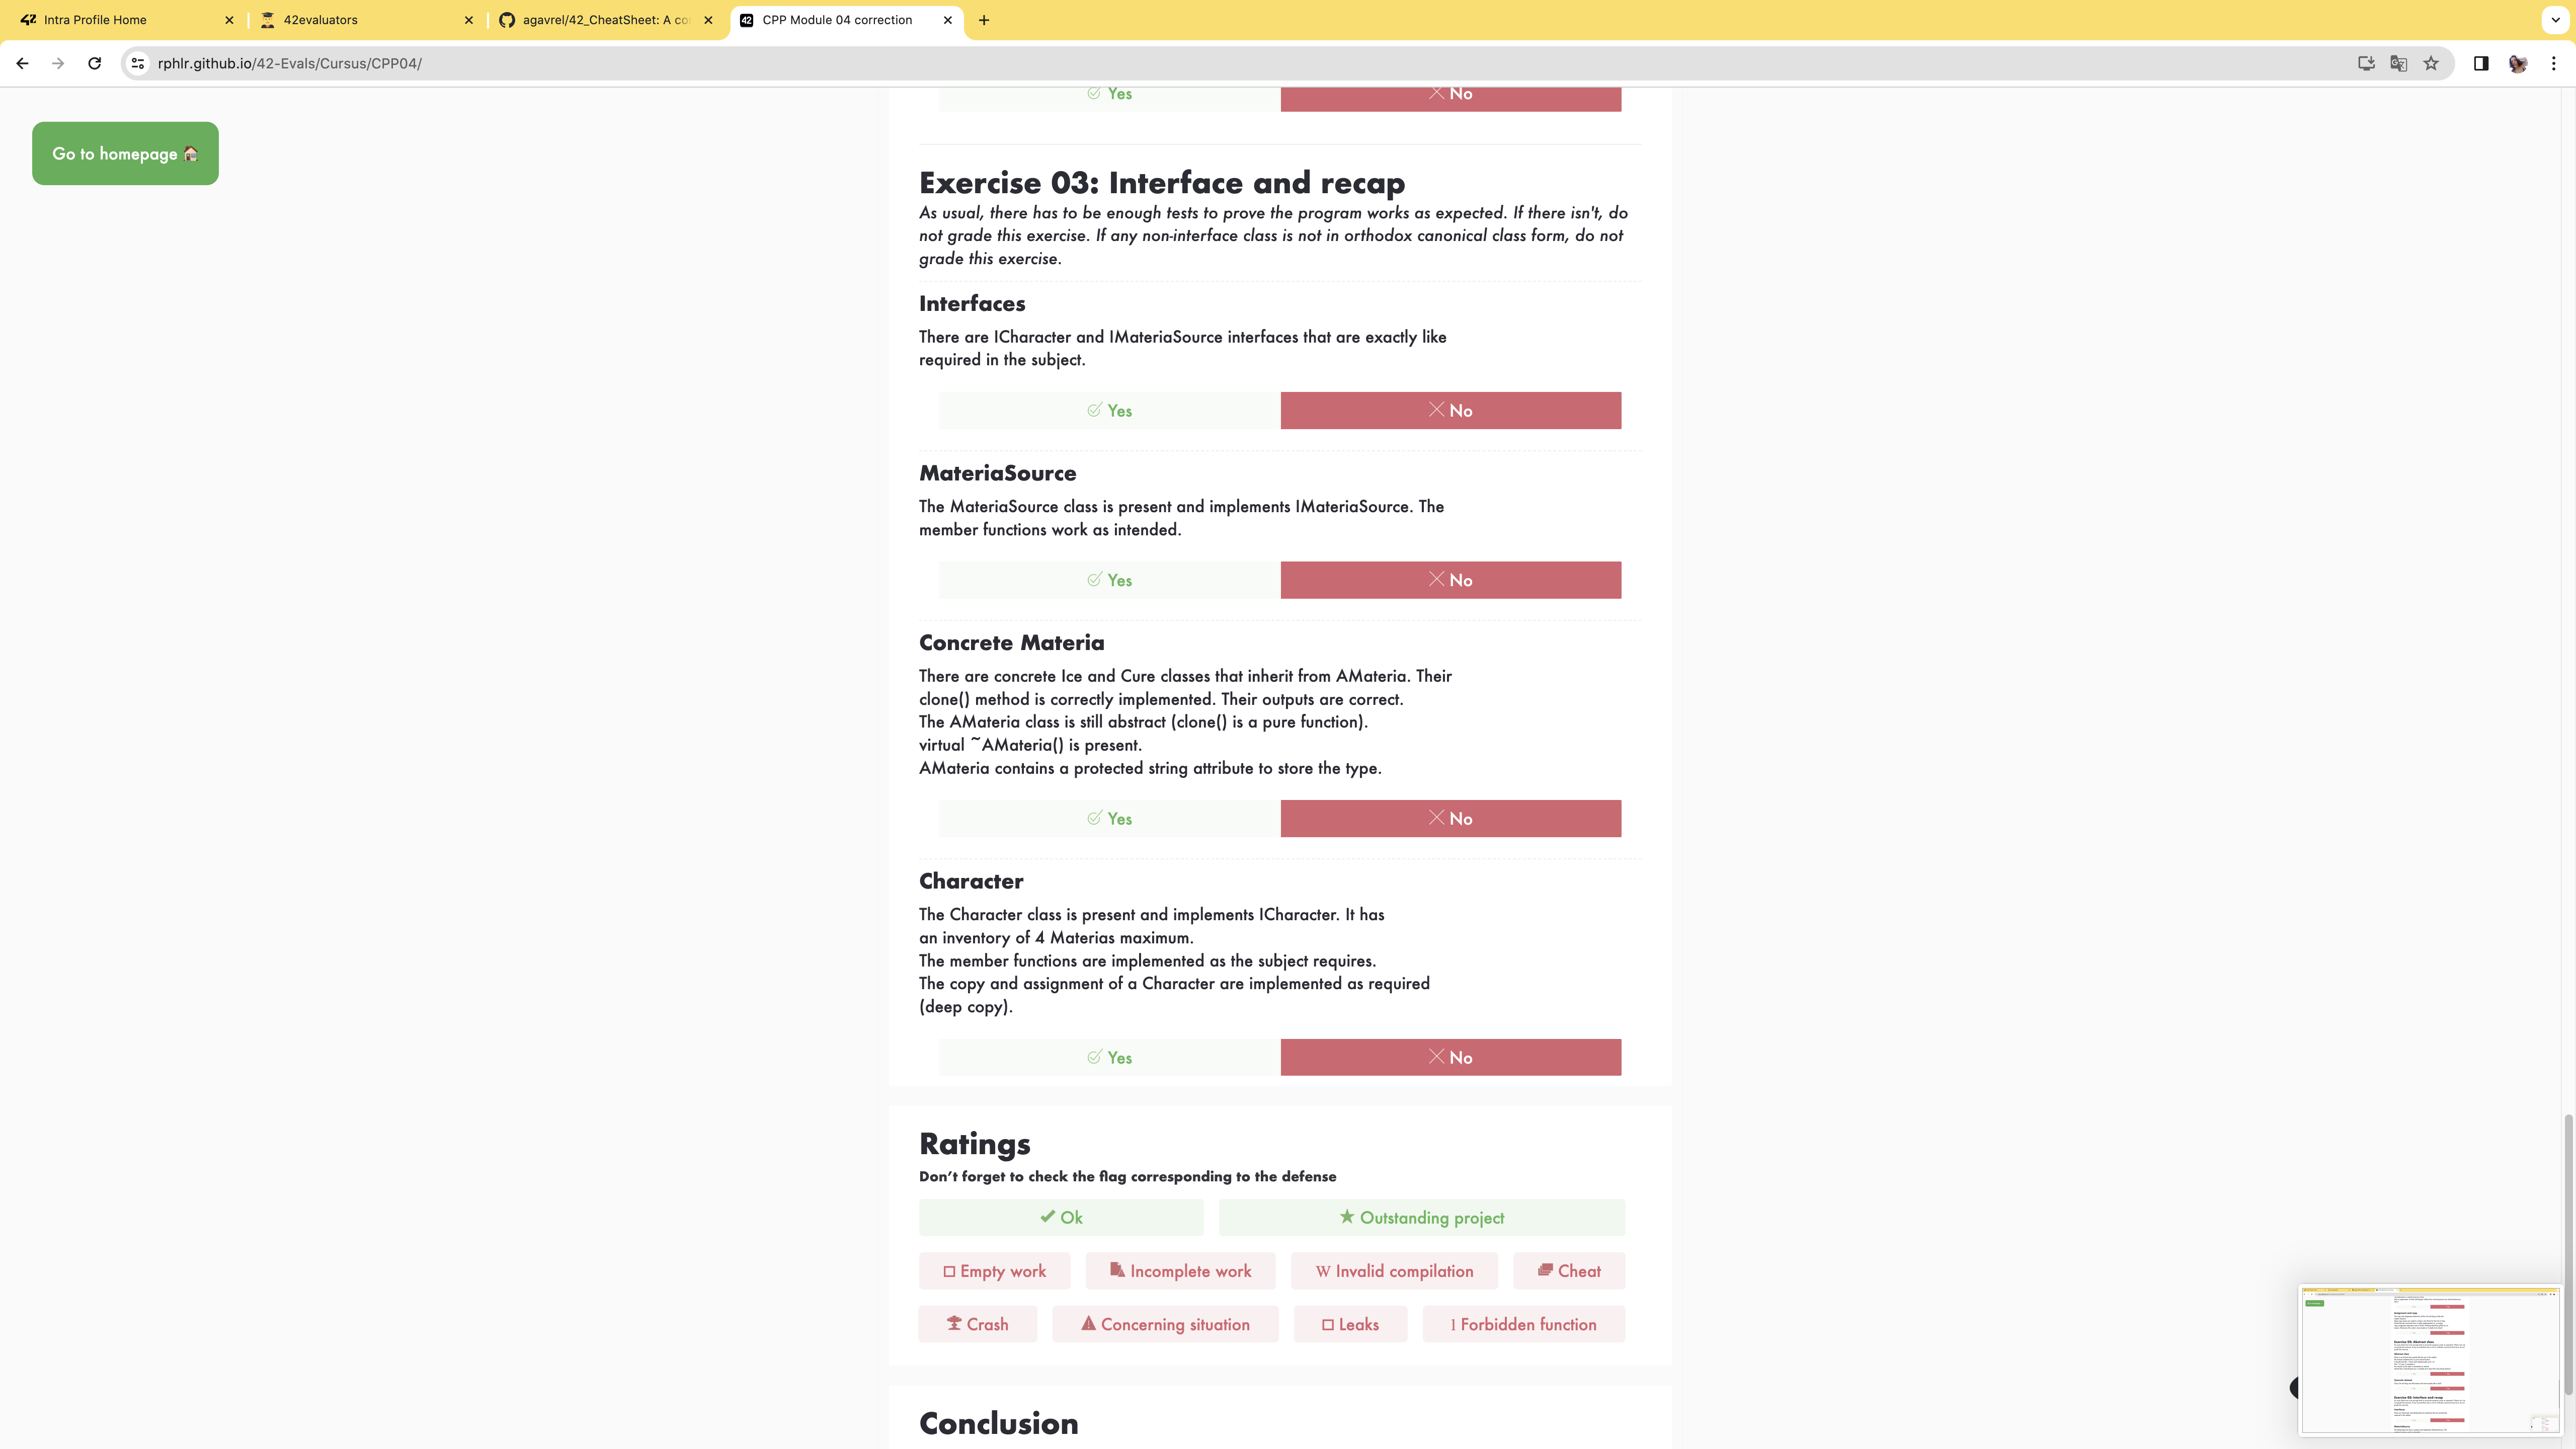 Intra Profile Home
42evaluators
agavrel/42_CheatSheet: A co
CPP Module 04 correction
rphlr.github.io/42-Evals/Cursus/CPP04/
Go to homepage
Yes
No
Exercise 03: Interface and recap
As usual, there has to be enough tests to prove the program works as expected. If there isn't, do
not grade this exercise. If any non-interface class is not in orthodox canonical class form, do not
grade this exercise.
Interfaces
There are ICharacter and IMateriaSource interfaces that are exactly like
required in the subject.
Yes
No
MateriaSource
The MateriaSource class is present and implements IMateriaSource. The
member functions work as intended.
Yes
No
Concrete Materia
There are concrete Ice and Cure classes that inherit from AMateria. Their
clone() method is correctly implemented. Their outputs are correct.
The AMateria class is still abstract (clone() is a pure function).
virtual ~AMateria() is present.
AMateria contains a protected string attribute to store the type.
Yes
No
Character
The Character class is present and implements ICharacter. It has
an inventory of 4 Materias maximum.
The member functions are implemented as the subject requires.
The copy and assignment of a Character are implemented as required
(deep copy).
Yes
No
Ratings
Don’t forget to check the flag corresponding to the defense
Ok
Outstanding project
Empty work
Incomplete work
W Invalid compilation
Cheat
Crash
Concerning situation
Leaks
l Forbidden function
Conclusion